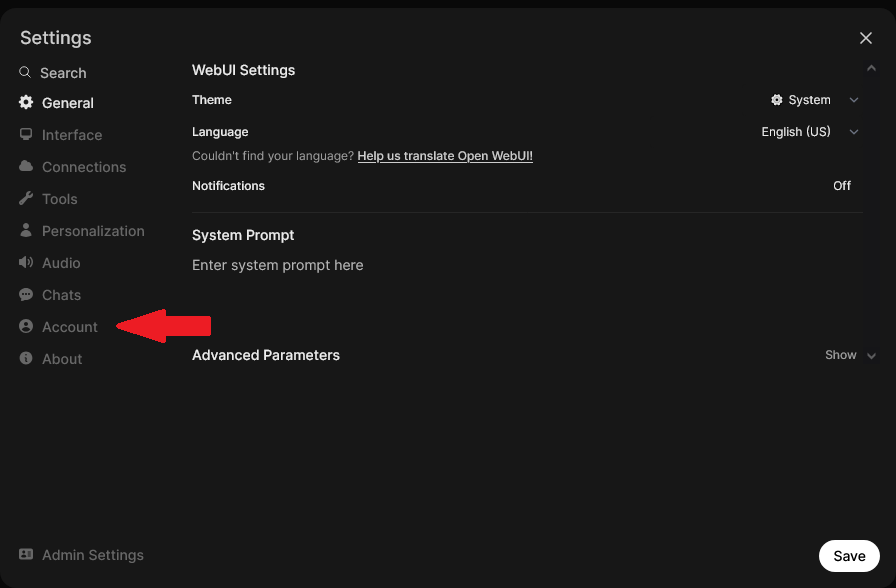 Settings
Search
General
Interface
Connections
Tools
Personalization
Audio
Chats
Account
About
Admin Settings
WebUI Settings
Theme
System
Language
English (US)
Couldn't find your language? Help us translate Open WebUI!
Notifications
Off
System Prompt
Enter system prompt here
Advanced Parameters
Show
Save